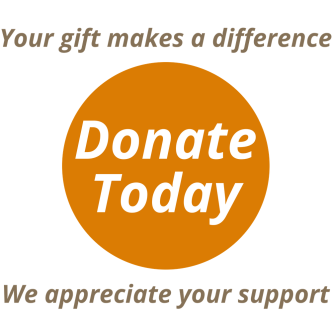 Your gift makes a difference
Donate
Today
We appreciate your support